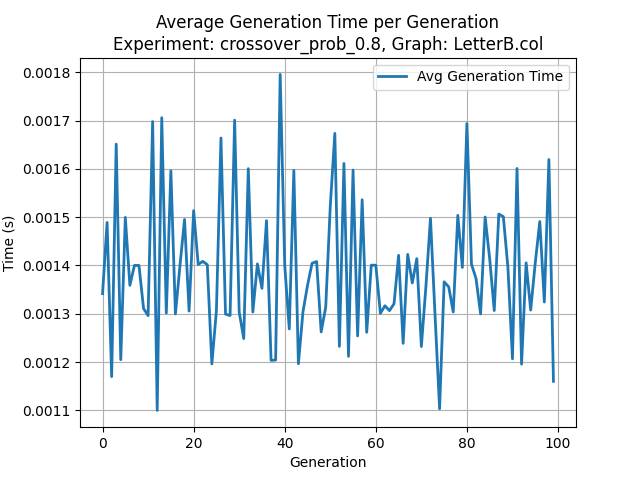 Average Generation Time per Generation
Experiment: crossover_prob_0.8, Graph: LetterB.col
Avg Generation Time
Time (s)
0.0018
0.0017
0.0016
0.0015
0.0014
0.0013
0.0012
0.0011
0 20 40 60 80 100
Generation